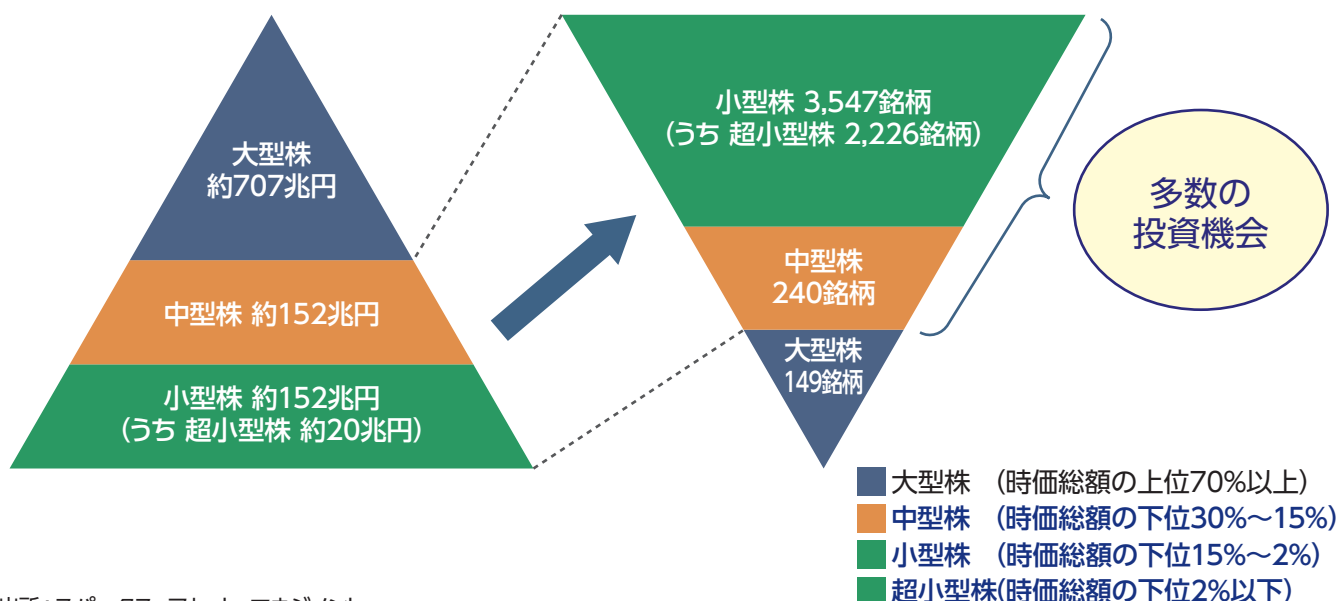 大型株
約707兆円
中型株 約152兆円
小型株 約152兆円
(うち 超小型株 約20兆円)
小型株 3,547銘柄
(うち 超小型株 2,226銘柄)
中型株
240銘柄
大型株
149銘柄
多数の
投資機会
大型株 (時価総額の上位70%以上)
中型株 (時価総額の下位30%～15%)
小型株 (時価総額の下位15%～2%)
超小型株(時価総額の下位2%以下)